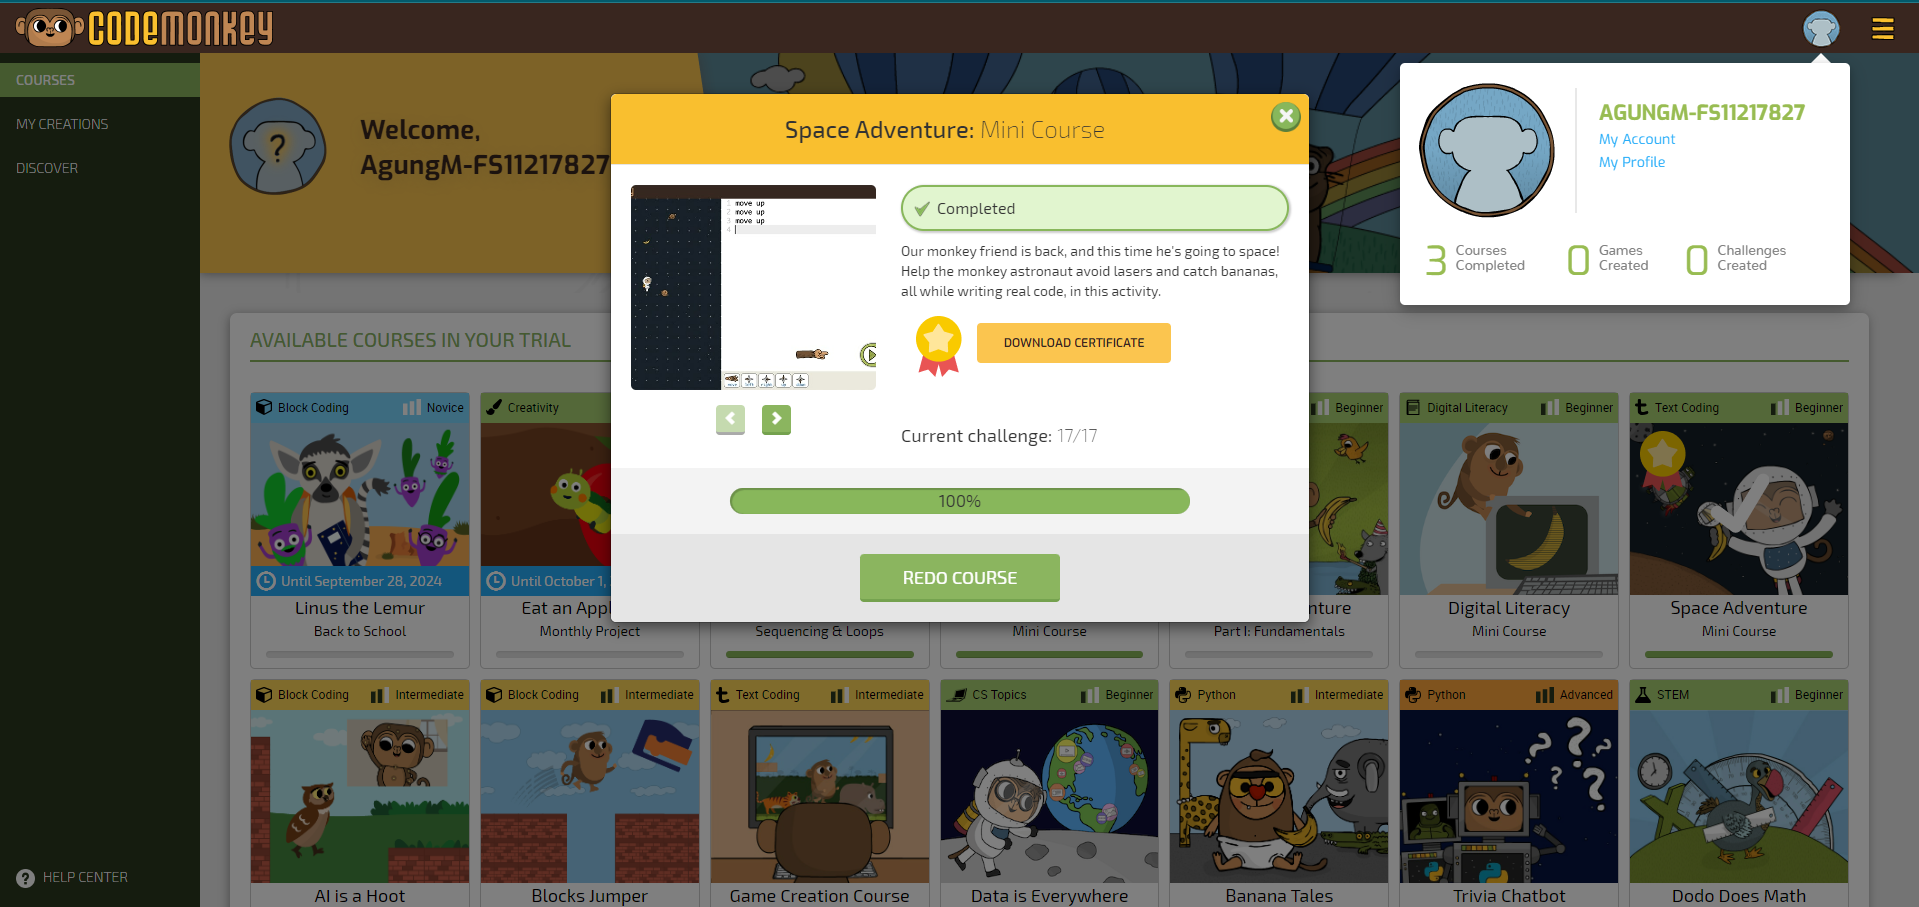 CODEMONKEY
COURSES
MY CREATIONS
DISCOVER
HELP CENTER
Welcome,
AgungM-FS11217827
AGUNGM-FS11217827
My Account
My Profile
3 Courses Completed
0 Games Created
0 Challenges Created
Space Adventure: Mini Course
1 move up
2 move up
3 move up
4
Completed
Our monkey friend is back, and this time he's going to space!
Help the monkey astronaut avoid lasers and catch bananas,
all while writing real code, in this activity.
DOWNLOAD CERTIFICATE
Current challenge: 17/17
100%
REDO COURSE
AVAILABLE COURSES IN YOUR TRIAL
Block Coding Novice
Until September 28, 2024
Linus the Lemur
Back to School
Creativity
Until October 1,
Eat an
Monthly Project
Sequencing & Loops
Mini Course
Beginner
Part I: Fundamentals
Digital Literacy Beginner
Digital Literacy
Mini Course
Text Coding Beginner
Space Adventure
Mini Course
Block Coding Intermediate
AI is a Hoot
Block Coding Intermediate
Blocks Jumper
Text Coding Intermediate
Game Creation Course
CS Topics Beginner
Data is Everywhere
Python Intermediate
Banana Tales
Python Advanced
Trivia Chatbot
STEM Beginner
Dodo Does Math